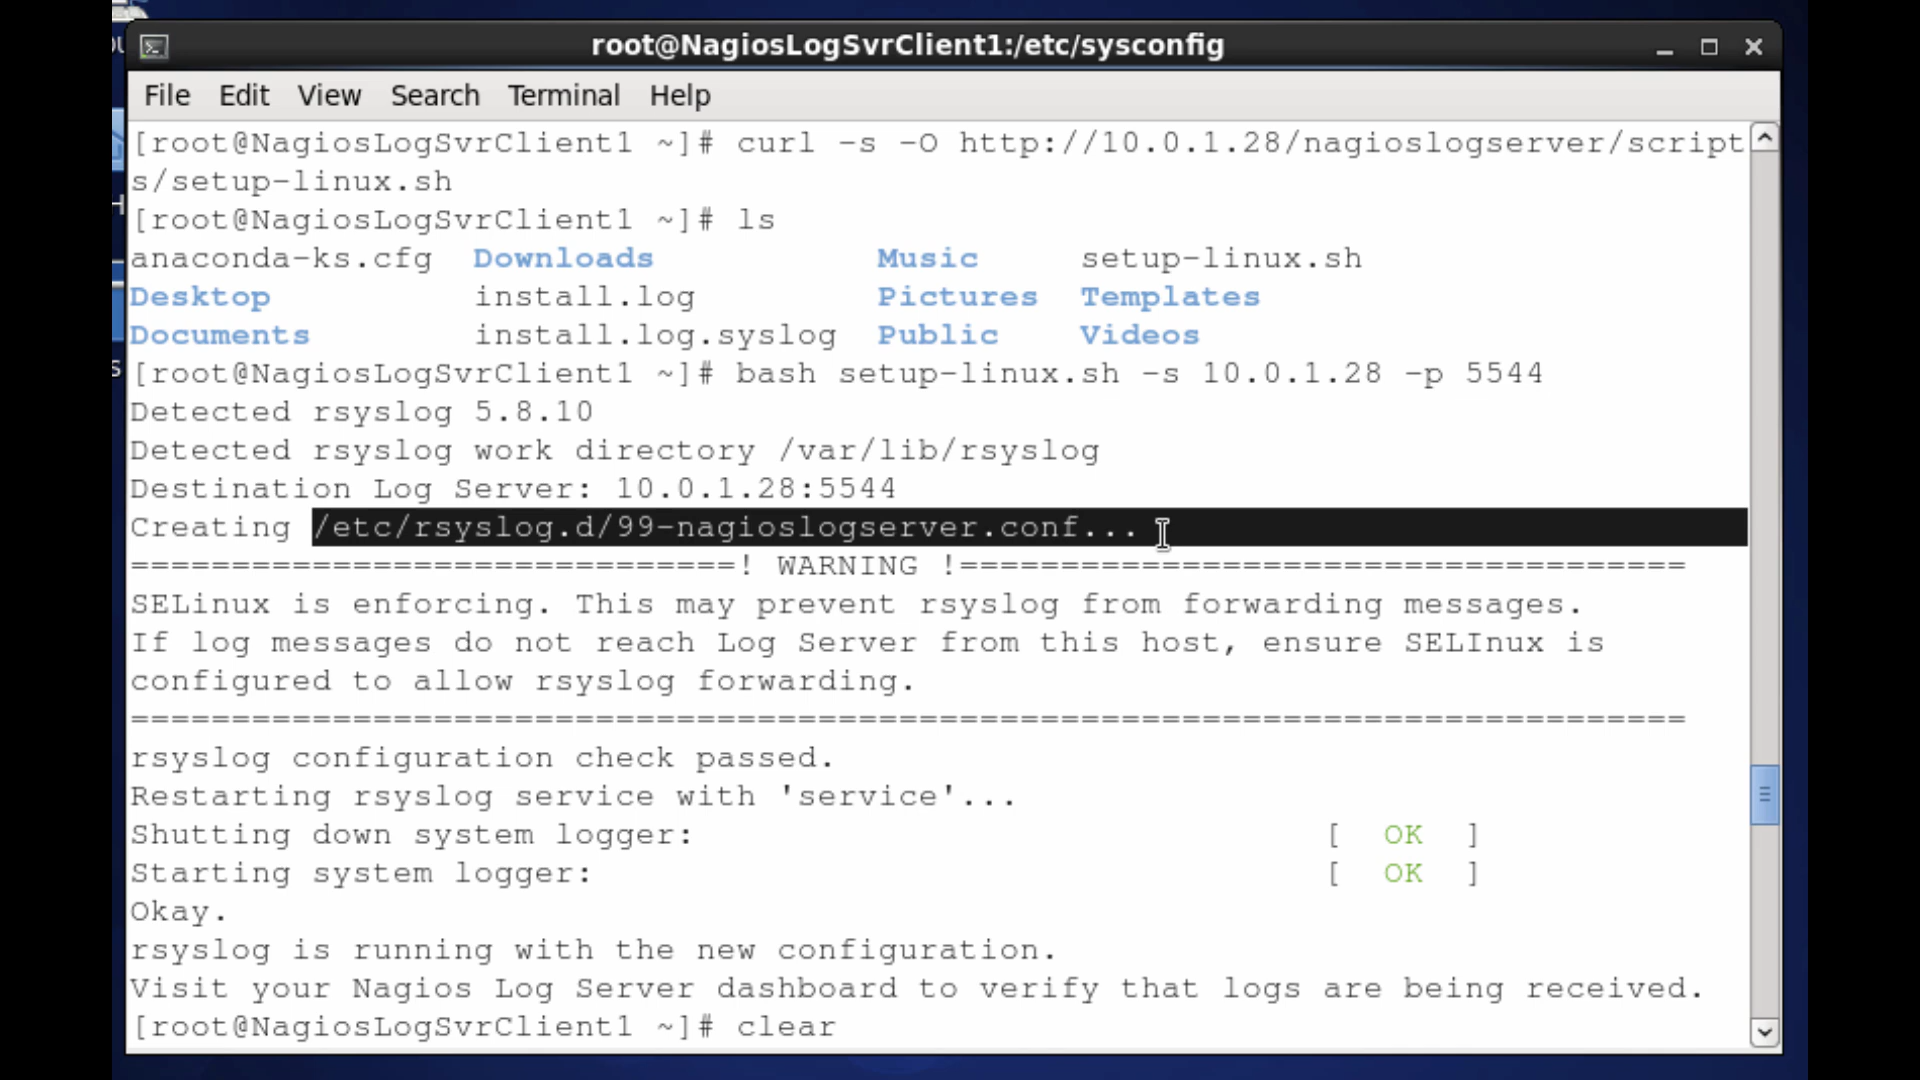 root@NagiosLogSvrClient1:/etc/sysconfig
File Edit View Search Terminal Help
[root@NagiosLogSvrClient1 ~]# curl -s -O http://10.0.1.28/nagioslogserver/script
s/setup-linux.sh
[root@NagiosLogSvrClient1 ~]# ls
anaconda-ks.cfg Downloads Music setup-linux.sh
Desktop install.log Pictures Templates
Documents install.log.syslog Public Videos
[root@NagiosLogSvrClient1 ~]# bash setup-linux.sh -s 10.0.1.28 -p 5544
Detected rsyslog 5.8.10
Detected rsyslog work directory /var/lib/rsyslog
Destination Log Server: 10.0.1.28:5544
Creating /etc/rsyslog.d/99-nagioslogserver.conf...
==============================! WARNING !====================================
SELinux is enforcing. This may prevent rsyslog from forwarding messages.
If log messages do not reach Log Server from this host, ensure SELInux is
configured to allow rsyslog forwarding.
=============================================================================
rsyslog configuration check passed.
Restarting rsyslog service with 'service'...
Shutting down system logger: [ OK ]
Starting system logger: [ OK ]
Okay.
rsyslog is running with the new configuration.
Visit your Nagios Log Server dashboard to verify that logs are being received.
[root@NagiosLogSvrClient1 ~]# clear